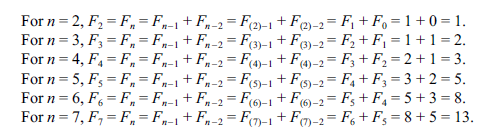 For n = 2, F₂ = Fₙ = Fₙ₋₁ + Fₙ₋₂ = F₍₂₎₋₁ + F₍₂₎₋₂ = F₁ + F₀ = 1 + 0 = 1.
For n = 3, F₃ = Fₙ = Fₙ₋₁ + Fₙ₋₂ = F₍₃₎₋₁ + F₍₃₎₋₂ = F₂ + F₁ = 1 + 1 = 2.
For n = 4, F₄ = Fₙ = Fₙ₋₁ + Fₙ₋₂ = F₍₄₎₋₁ + F₍₄₎₋₂ = F₃ + F₂ = 2 + 1 = 3.
For n = 5, F₅ = Fₙ = Fₙ₋₁ + Fₙ₋₂ = F₍₅₎₋₁ + F₍₅₎₋₂ = F₄ + F₃ = 3 + 2 = 5.
For n = 6, F₆ = Fₙ = Fₙ₋₁ + Fₙ₋₂ = F₍₆₎₋₁ + F₍₆₎₋₂ = F₅ + F₄ = 5 + 3 = 8.
For n = 7, F₇ = Fₙ = Fₙ₋₁ + Fₙ₋₂ = F₍₇₎₋₁ + F₍₇₎₋₂ = F₆ + F₅ = 8 + 5 = 13.